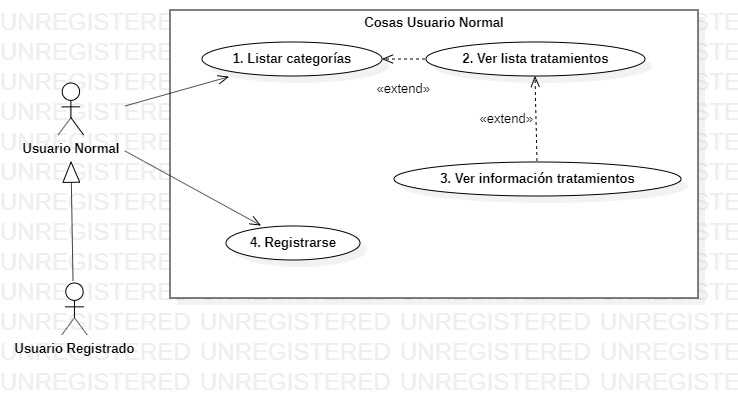 Cosas Usuario Normal
1. Listar categorías
2. Ver lista tratamientos
«extend»
«extend»
Usuario Normal
3. Ver información tratamientos
4. Registrarse
Usuario Registrado
UNREGISTERED UNREGISTERED UNREGISTERED UNREGISTE
UNREGISTERED UNREGISTERED UNREGISTERED UNREGISTE
UNREGISTERED UNREGISTERED UNREGISTERED UNREGISTE